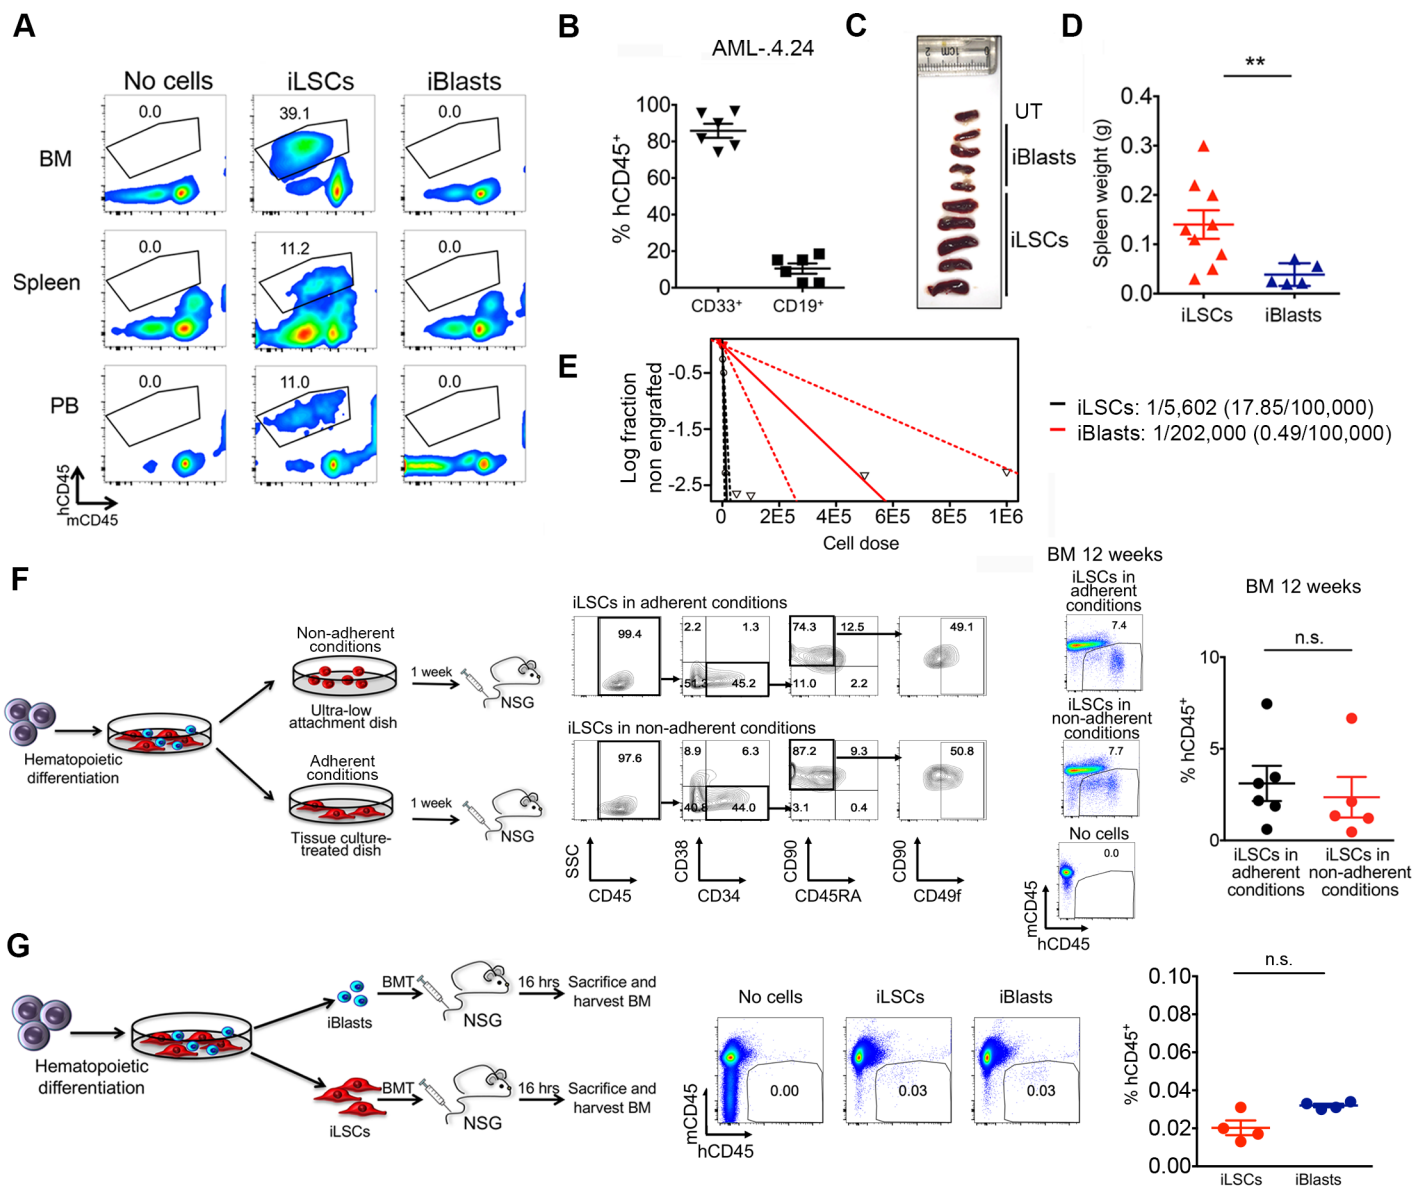 A
No cells
iLSCs
iBlasts
BM
0.0
39.1
0.0
Spleen
0.0
11.2
0.0
PB
0.0
11.0
0.0
hCD45
mCD45
B
AML-.4.24
% hCD45+
100
80
60
40
20
0
CD33+
CD19+
C
2
1cm
0
UT
iBlasts
iLSCs
D
**
Spleen weight (g)
0.4
0.3
0.2
0.1
0.0
iLSCs
iBlasts
E
Log fraction
non engrafted
-0.5
-1.5
-2.5
0
2E5
4E5
6E5
8E5
1E6
Cell dose
iLSCs: 1/5,602 (17.85/100,000)
iBlasts: 1/202,000 (0.49/100,000)
F
Hematopoietic
differentiation
Non-adherent
conditions
Ultra-low
attachment dish
1 week
NSG
Adherent
conditions
Tissue culture-
treated dish
1 week
NSG
iLSCs in adherent conditions
99.4
2.2
1.3
51.3
45.2
74.3
12.5
11.0
2.2
49.1
iLSCs in non-adherent conditions
97.6
8.9
6.3
40.8
44.0
87.2
9.3
3.1
0.4
50.8
SSC
CD45
CD38
CD34
CD90
CD45RA
CD90
CD49f
BM 12 weeks
iLSCs in
adherent
conditions
7.4
iLSCs in
non-adherent
conditions
7.7
No cells
0.0
mCD45
hCD45
BM 12 weeks
n.s.
% hCD45+
10
5
0
iLSCs in
adherent
conditions
iLSCs in
non-adherent
conditions
G
Hematopoietic
differentiation
iBlasts
BMT
NSG
16 hrs
Sacrifice and
harvest BM
iLSCs
BMT
NSG
16 hrs
Sacrifice and
harvest BM
No cells
iLSCs
iBlasts
0.00
0.03
0.03
mCD45
hCD45
n.s.
% hCD45+
0.10
0.08
0.06
0.04
0.02
0.00
iLSCs
iBlasts